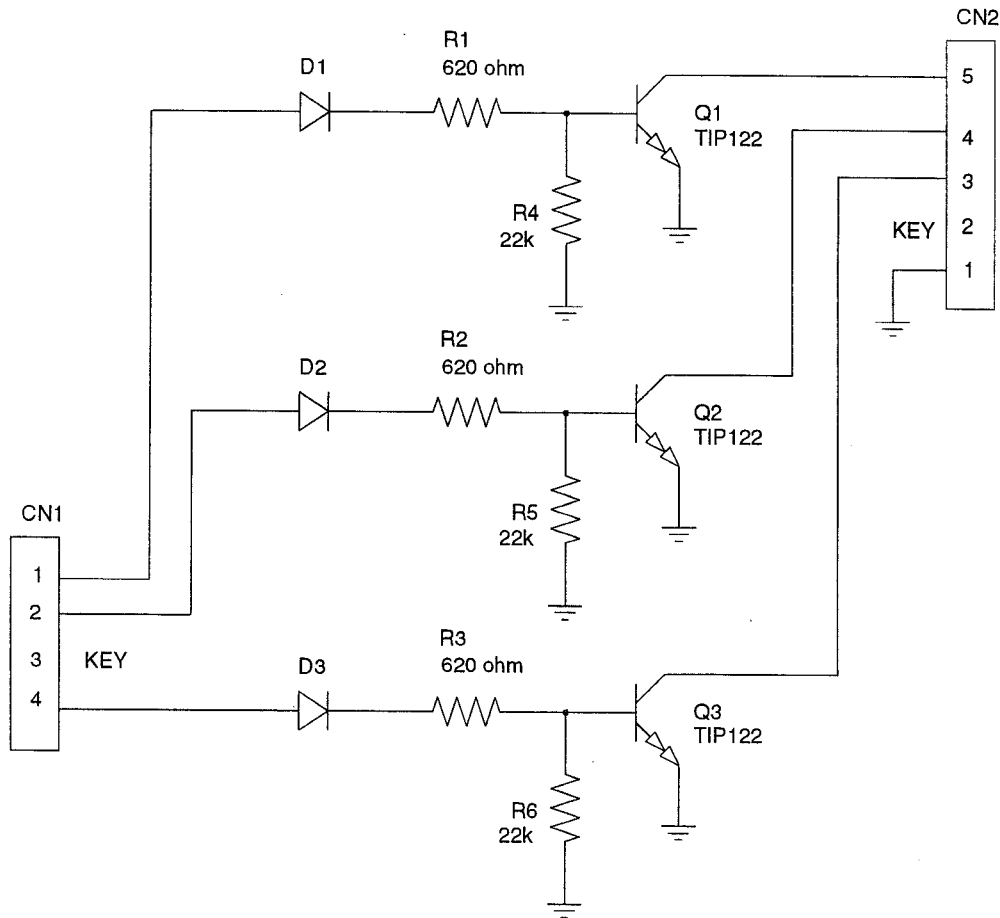 CN2
R1
620 ohm
D1
5
Q1
TIP122
4
3
R4
22k
KEY
2
1
R2
620 ohm
D2
Q2
TIP122
R5
22k
CN1
1
2
3
KEY
4
R3
620 ohm
D3
Q3
TIP122
R6
22k